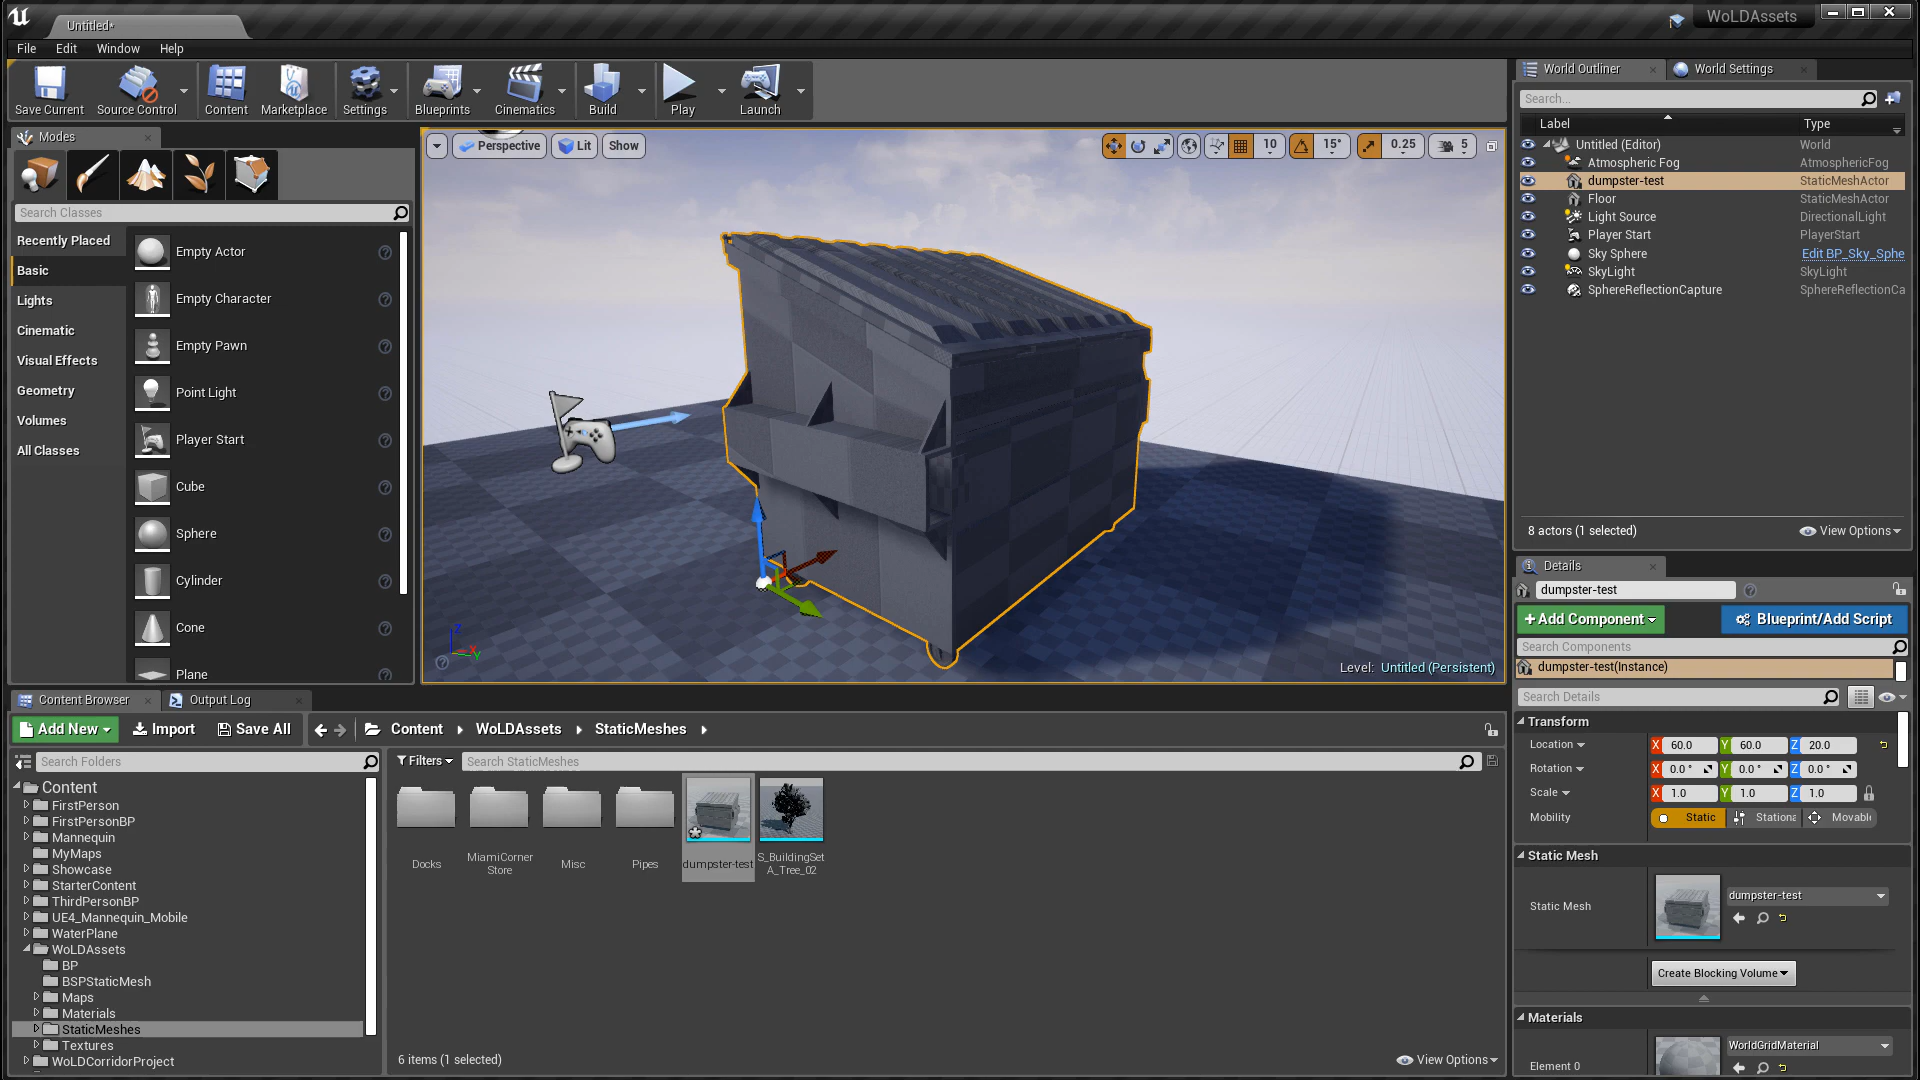 Untitled*
WoLDAssets
File Edit Window Help
Save Current Source Control Content Marketplace Settings Blueprints Cinematics Build Play Launch
Modes
Search Classes
Recently Placed
Basic
Lights
Cinematic
Visual Effects
Geometry
Volumes
All Classes
Empty Actor
Empty Character
Empty Pawn
Point Light
Player Start
Cube
Sphere
Cylinder
Cone
Plane
Perspective Lit Show
10 15° 0.25 5
Z
X
Y
Level: Untitled (Persistent)
World Outliner World Settings
Search...
Label Type
Untitled (Editor) World
Atmospheric Fog AtmosphericFog
dumpster-test StaticMeshActor
Floor StaticMeshActor
Light Source DirectionalLight
Player Start PlayerStart
Sky Sphere Edit BP_Sky_Sphe
SkyLight SkyLight
SphereReflectionCapture SphereReflectionCa
8 actors (1 selected) View Options
Details
dumpster-test
+Add Component Blueprint/Add Script
Search Components
dumpster-test(Instance)
Search Details
Transform
Location X 60.0 Y 60.0 Z 20.0
Rotation X 0.0 ° Y 0.0 ° Z 0.0 °
Scale X 1.0 Y 1.0 Z 1.0
Mobility Static Stationa Movabl
Static Mesh
Static Mesh dumpster-test
Create Blocking Volume
Materials
Element 0 WorldGridMaterial
Content Browser Output Log
Add New Import Save All Content WoLDAssets StaticMeshes
Search Folders
Content
FirstPerson
FirstPersonBP
Mannequin
MyMaps
Showcase
StarterContent
ThirdPersonBP
UE4_Mannequin_Mobile
WaterPlane
WoLDAssets
BP
BSPStaticMesh
Maps
Materials
StaticMeshes
Textures
WoLDCorridorProject
Filters Search StaticMeshes
Docks
MiamiCorner
Store
Misc
Pipes
dumpster-test
S_BuildingSet
A_Tree_02
6 items (1 selected) View Options